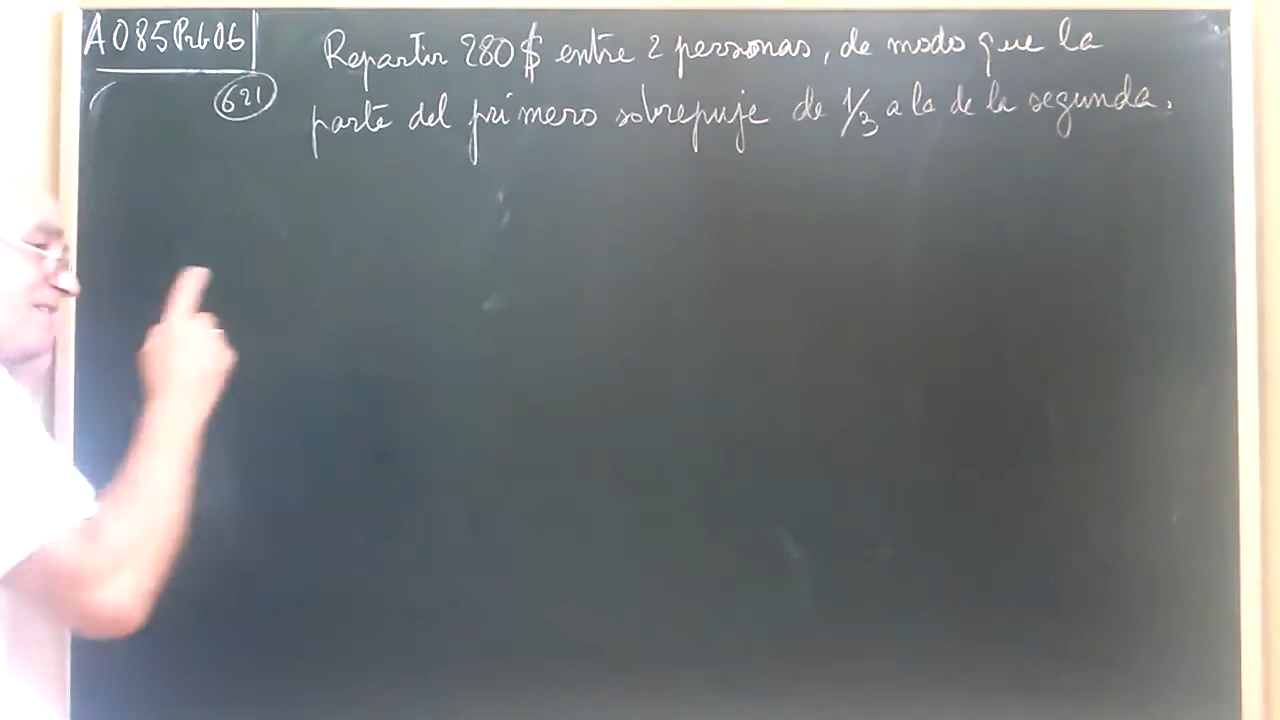 A085Prb06
621
Repartir 280$ entre 2 personas, de modo que la
parte del primero sobrepuje de 1/3 a la de la segunda.